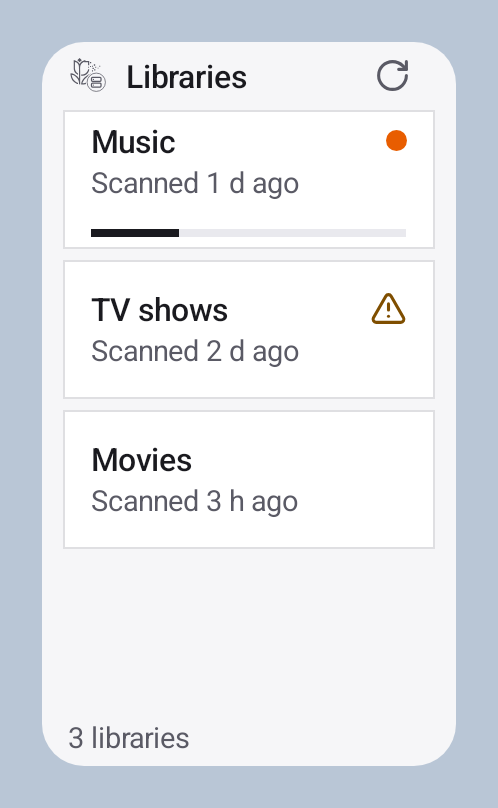 Libraries
Music
Scanned 1 d ago
TV shows
Scanned 2 d ago
Movies
Scanned 3 h ago
3 libraries